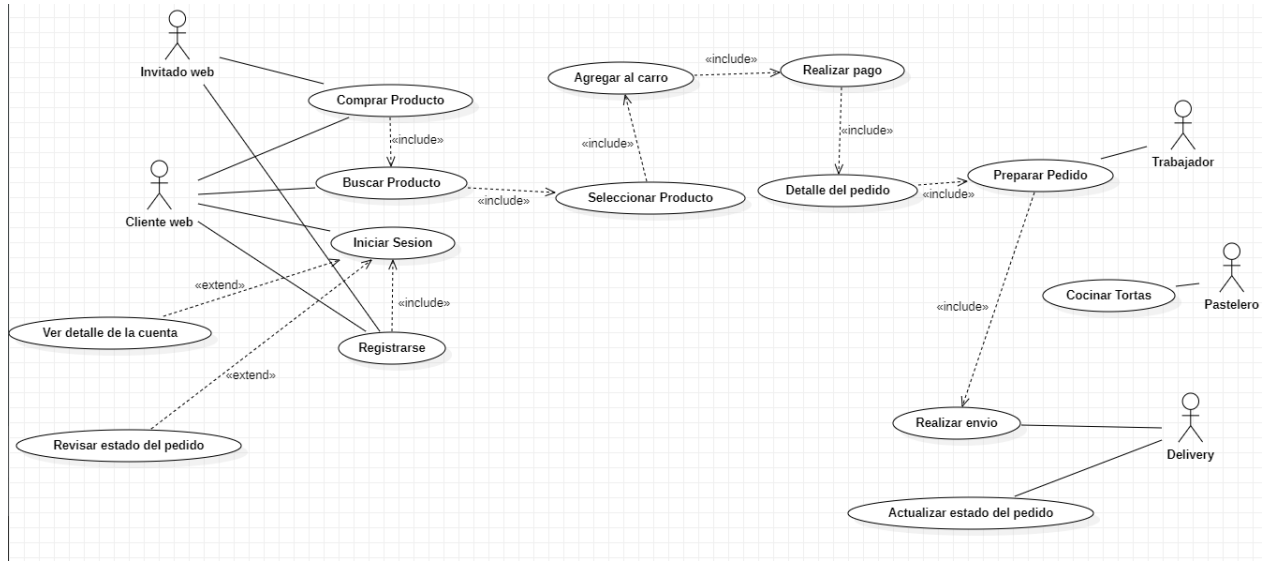 Invitado web
Comprar Producto
«include»
Cliente web
Buscar Producto
«include»
Seleccionar Producto
«include»
Agregar al carro
«include»
Realizar pago
«include»
Detalle del pedido
«include»
Preparar Pedido
Trabajador
Iniciar Sesion
«extend»
«include»
Ver detalle de la cuenta
Registrarse
«extend»
Revisar estado del pedido
«include»
Cocinar Tortas
Pastelero
Realizar envio
Delivery
Actualizar estado del pedido